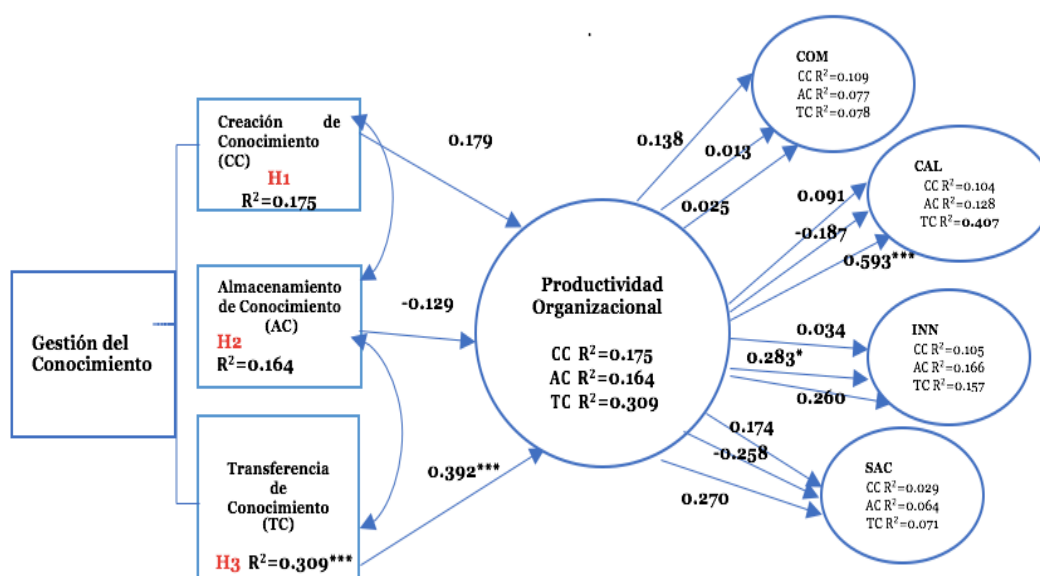 Gestión del
Conocimiento
Creación de
Conocimiento
(CC)
H1
R²=0.175
Almacenamiento
de Conocimiento
(AC)
H2
R²=0.164
Transferencia
de
Conocimiento
(TC)
H3 R²=0.309***
0.179
-0.129
0.392***
Productividad
Organizacional
CC R²=0.175
AC R²=0.164
TC R²=0.309
0.138
0.013
0.025
0.091
-0.187
0.593***
0.034
0.283*
0.260
0.174
-0.258
0.270
COM
CC R²=0.109
AC R²=0.077
TC R²=0.078
CAL
CC R²=0.104
AC R²=0.128
TC R²=0.407
INN
CC R²=0.105
AC R²=0.166
TC R²=0.157
SAC
CC R²=0.029
AC R²=0.064
TC R²=0.071